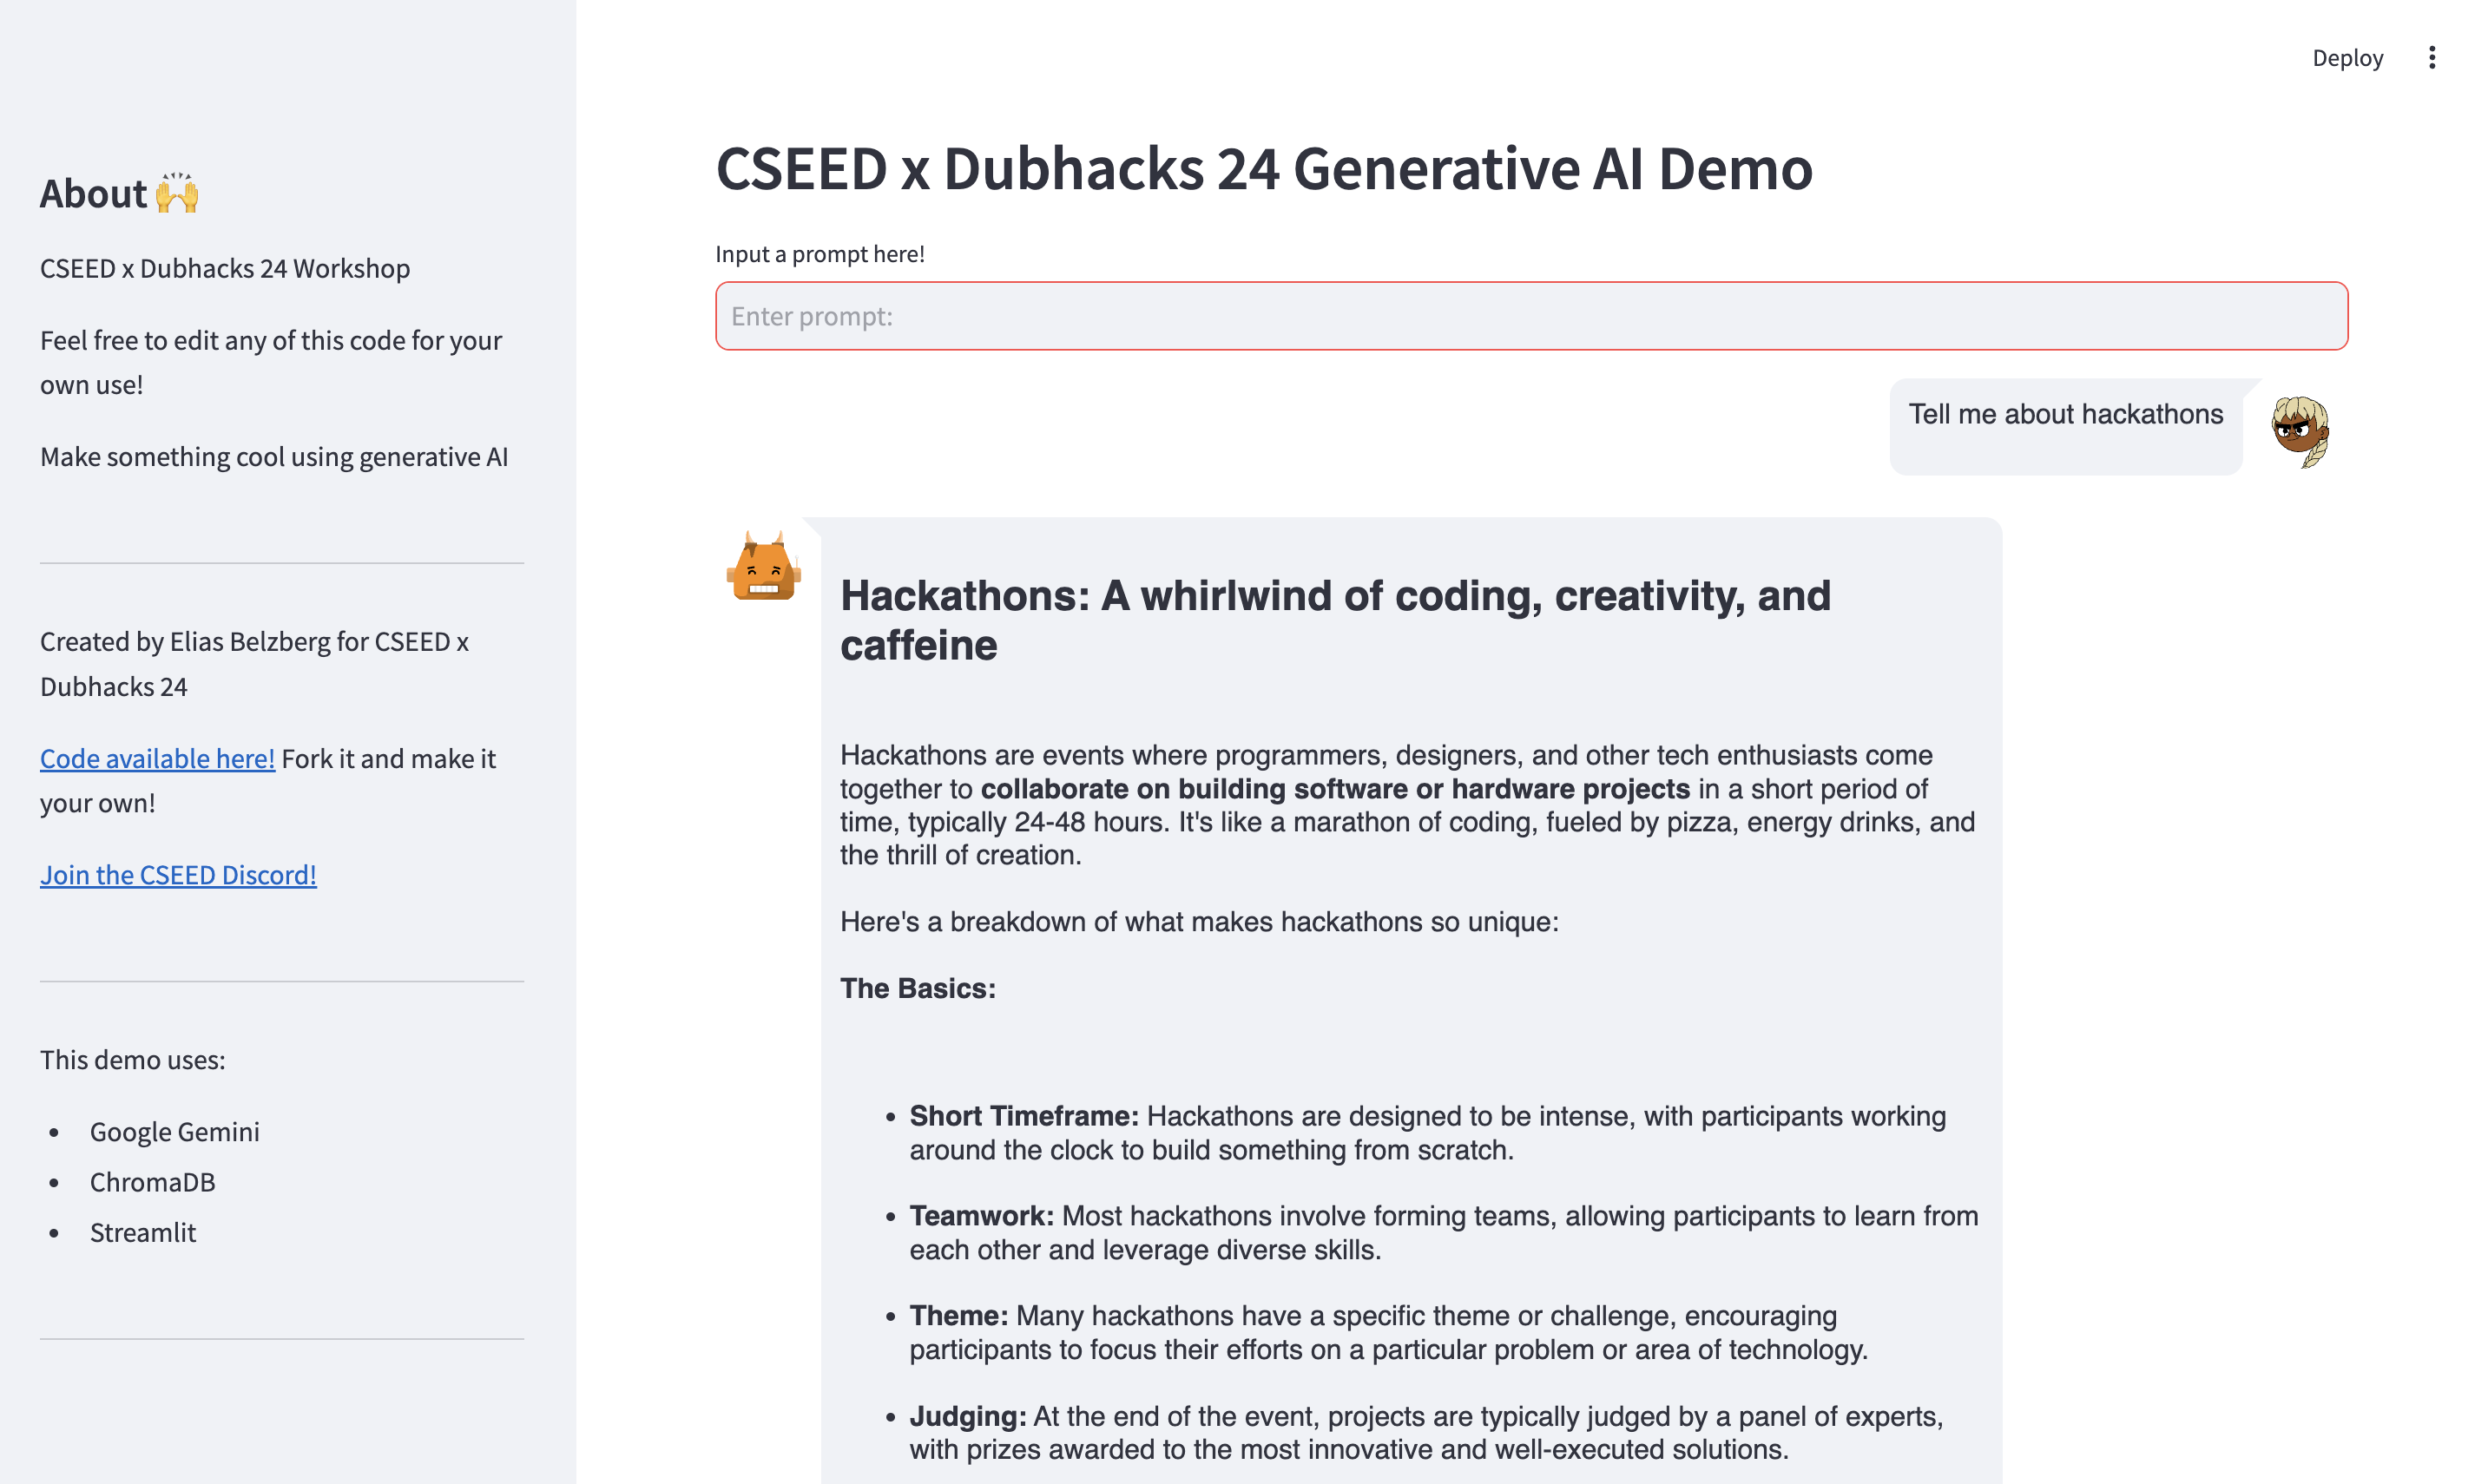 Deploy
About 🙌
CSEED x Dubhacks 24 Workshop
Feel free to edit any of this code for your
own use!
Make something cool using generative AI
Created by Elias Belzberg for CSEED x
Dubhacks 24
Code available here! Fork it and make it
your own!
Join the CSEED Discord!
This demo uses:
• Google Gemini
• ChromaDB
• Streamlit
CSEED x Dubhacks 24 Generative AI Demo
Input a prompt here!
Enter prompt:
Tell me about hackathons
Hackathons: A whirlwind of coding, creativity, and
caffeine
Hackathons are events where programmers, designers, and other tech enthusiasts come
together to collaborate on building software or hardware projects in a short period of
time, typically 24-48 hours. It's like a marathon of coding, fueled by pizza, energy drinks, and
the thrill of creation.
Here's a breakdown of what makes hackathons so unique:
The Basics:
• Short Timeframe: Hackathons are designed to be intense, with participants working
around the clock to build something from scratch.
• Teamwork: Most hackathons involve forming teams, allowing participants to learn from
each other and leverage diverse skills.
• Theme: Many hackathons have a specific theme or challenge, encouraging
participants to focus their efforts on a particular problem or area of technology.
• Judging: At the end of the event, projects are typically judged by a panel of experts,
with prizes awarded to the most innovative and well-executed solutions.